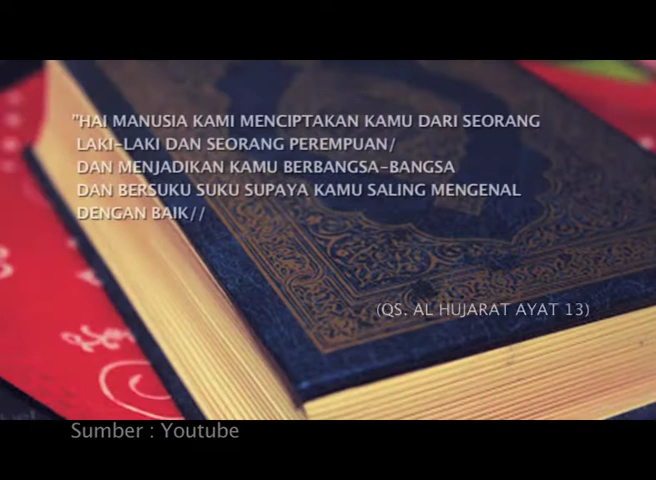 "HAI MANUSIA KAMI MENCIPTAKAN KAMU DARI SEORANG
LAKI-LAKI DAN SEORANG PEREMPUAN/
DAN MENJADIKAN KAMU BERBANGSA-BANGSA
DAN BERSUKU SUKU SUPAYA KAMU SALING MENGENAL
DENGAN BAIK//
(QS. AL HUJARAT AYAT 13)
Sumber : Youtube